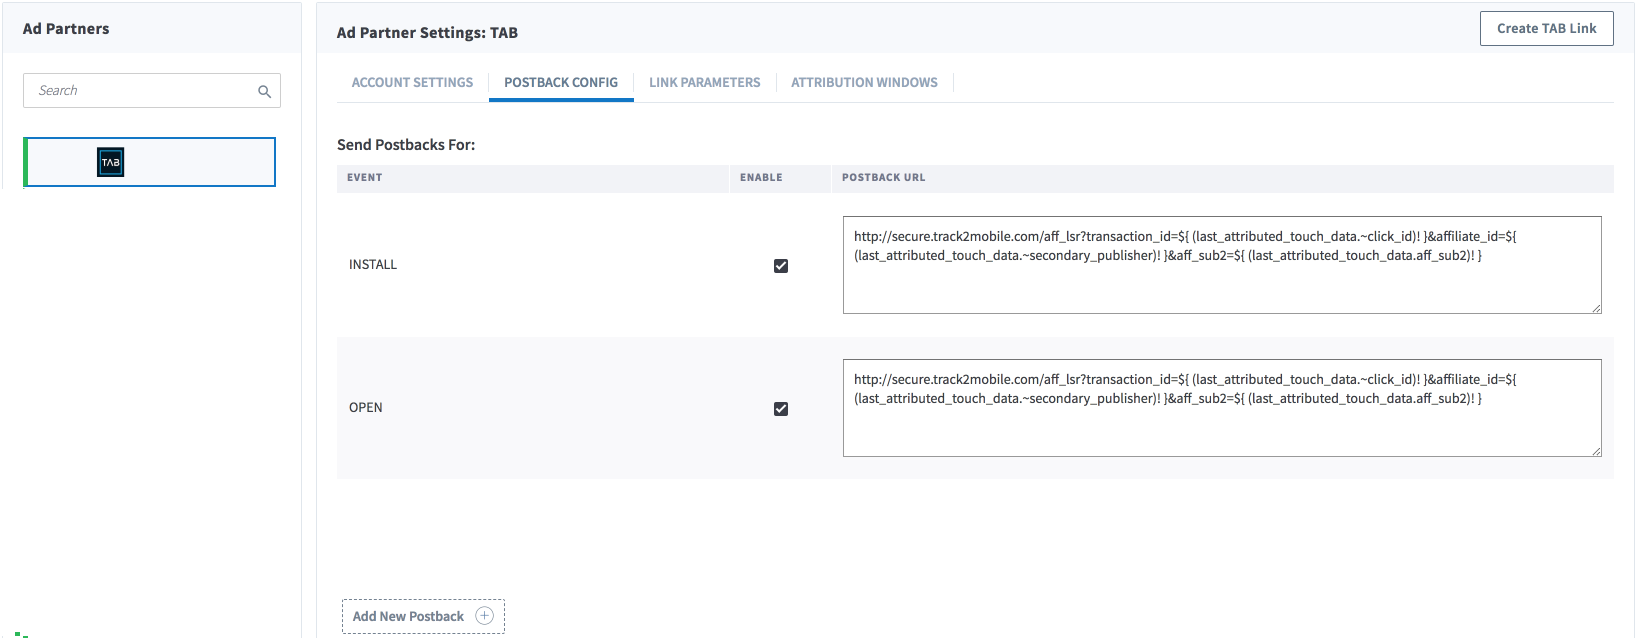 Ad Partners
Search
TAB
Ad Partner Settings: TAB
Create TAB Link
ACCOUNT SETTINGS
POSTBACK CONFIG
LINK PARAMETERS
ATTRIBUTION WINDOWS
Send Postbacks For:
EVENT
ENABLE
POSTBACK URL
INSTALL
http://secure.track2mobile.com/aff_lsr?transaction_id=${ (last_attributed_touch_data.~click_id)! }&affiliate_id=${
(last_attributed_touch_data.~secondary_publisher)! }&aff_sub2=${ (last_attributed_touch_data.aff_sub2)! }
OPEN
http://secure.track2mobile.com/aff_lsr?transaction_id=${ (last_attributed_touch_data.~click_id)! }&affiliate_id=${
(last_attributed_touch_data.~secondary_publisher)! }&aff_sub2=${ (last_attributed_touch_data.aff_sub2)! }
Add New Postback